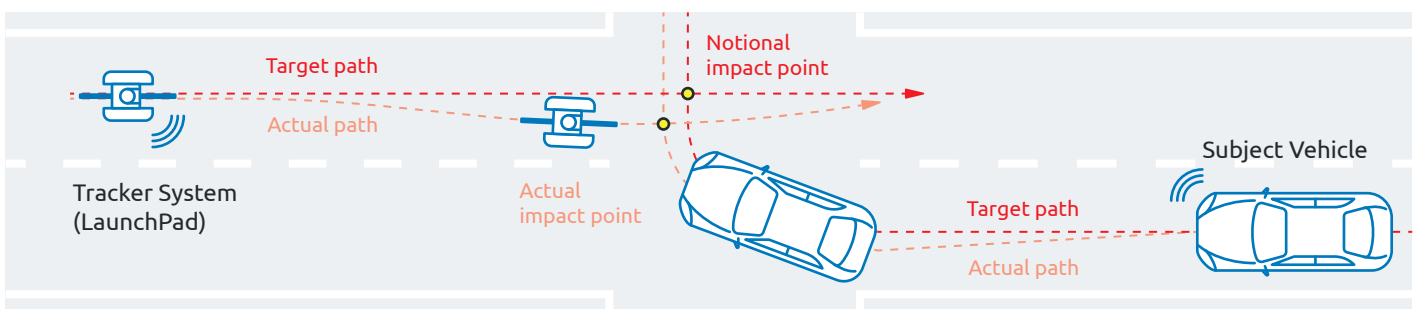 Notional
impact point
Target path
Actual path
Subject Vehicle
Tracker System
(LaunchPad)
Actual
impact point
Target path
Actual path